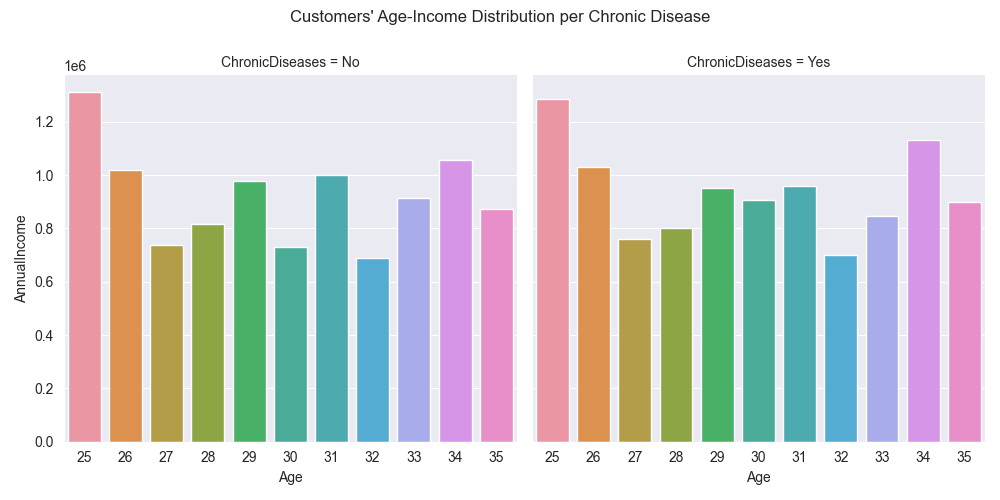 Customers' Age-Income Distribution per Chronic Disease
ChronicDiseases = No
ChronicDiseases = Yes
1e6
1.2
1.0
0.8
0.6
0.4
0.2
0.0
AnnualIncome
25 26 27 28 29 30 31 32 33 34 35
25 26 27 28 29 30 31 32 33 34 35
Age
Age